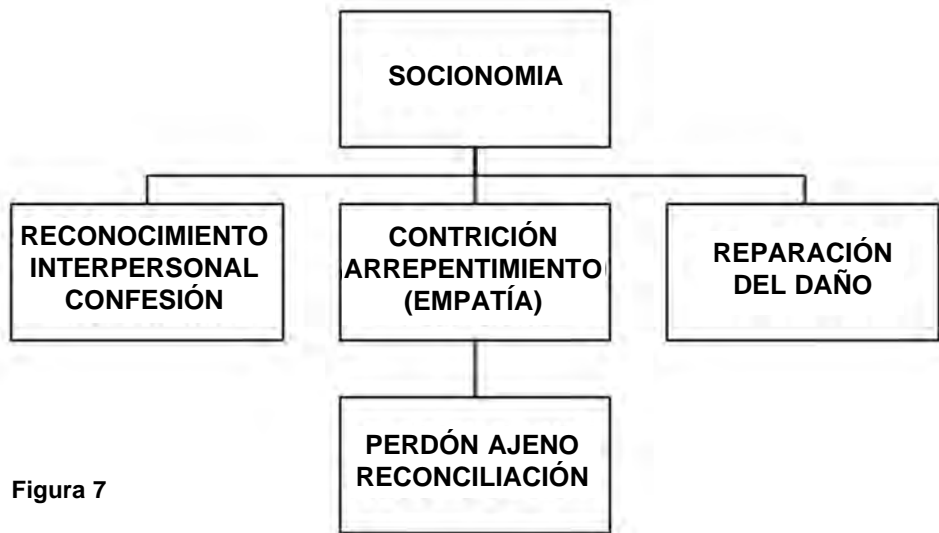 SOCIONOMIA
RECONOCIMIENTO
INTERPERSONAL
CONFESIÓN
CONTRICIÓN
ARREPENTIMIENTO
(EMPATÍA)
REPARACIÓN
DEL DAÑO
PERDÓN AJENO
RECONCILIACIÓN
Figura 7